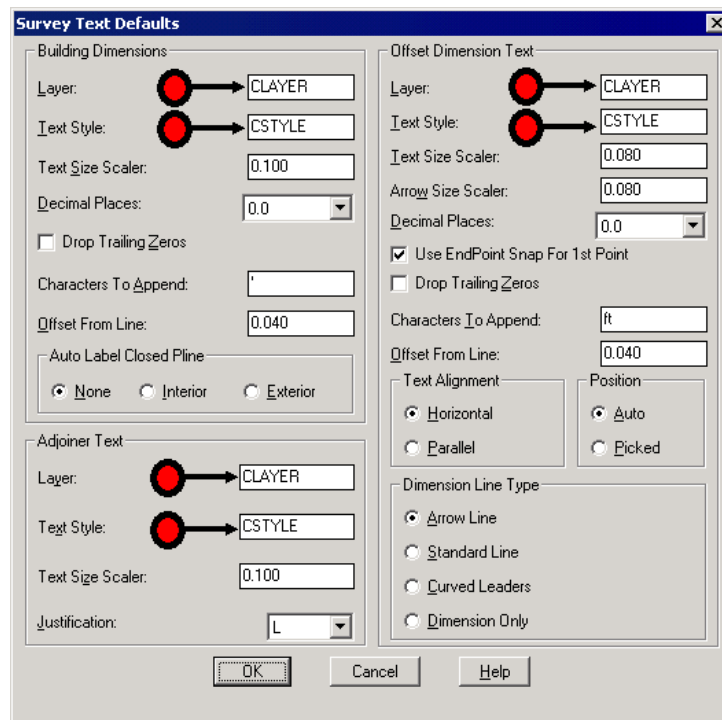 Survey Text Defaults
Building Dimensions
Layer: CLAYER
Text Style: CSTYLE
Text Size Scaler: 0.100
Decimal Places: 0.0
Drop Trailing Zeros
Characters To Append: '
Offset From Line: 0.040
Auto Label Closed Pline
None Interior Exterior
Adjoiner Text
Layer: CLAYER
Text Style: CSTYLE
Text Size Scaler: 0.100
Justification: L
Offset Dimension Text
Layer: CLAYER
Text Style: CSTYLE
Text Size Scaler: 0.080
Arrow Size Scaler: 0.080
Decimal Places: 0.0
Use EndPoint Snap For 1st Point
Drop Trailing Zeros
Characters To Append: ft
Offset From Line: 0.040
Text Alignment
Horizontal
Parallel
Position
Auto
Picked
Dimension Line Type
Arrow Line
Standard Line
Curved Leaders
Dimension Only
OK Cancel Help